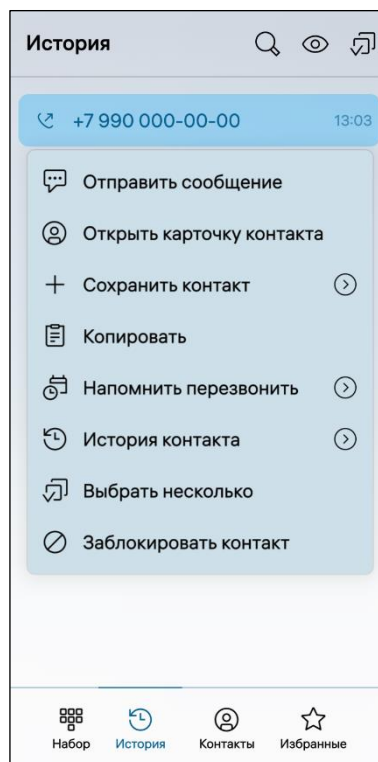 История
+7 990 000-00-00
13:03
Отправить сообщение
Открыть карточку контакта
Сохранить контакт
Копировать
Напомнить перезвонить
История контакта
Выбрать несколько
Заблокировать контакт
Набор История Контакты Избранные